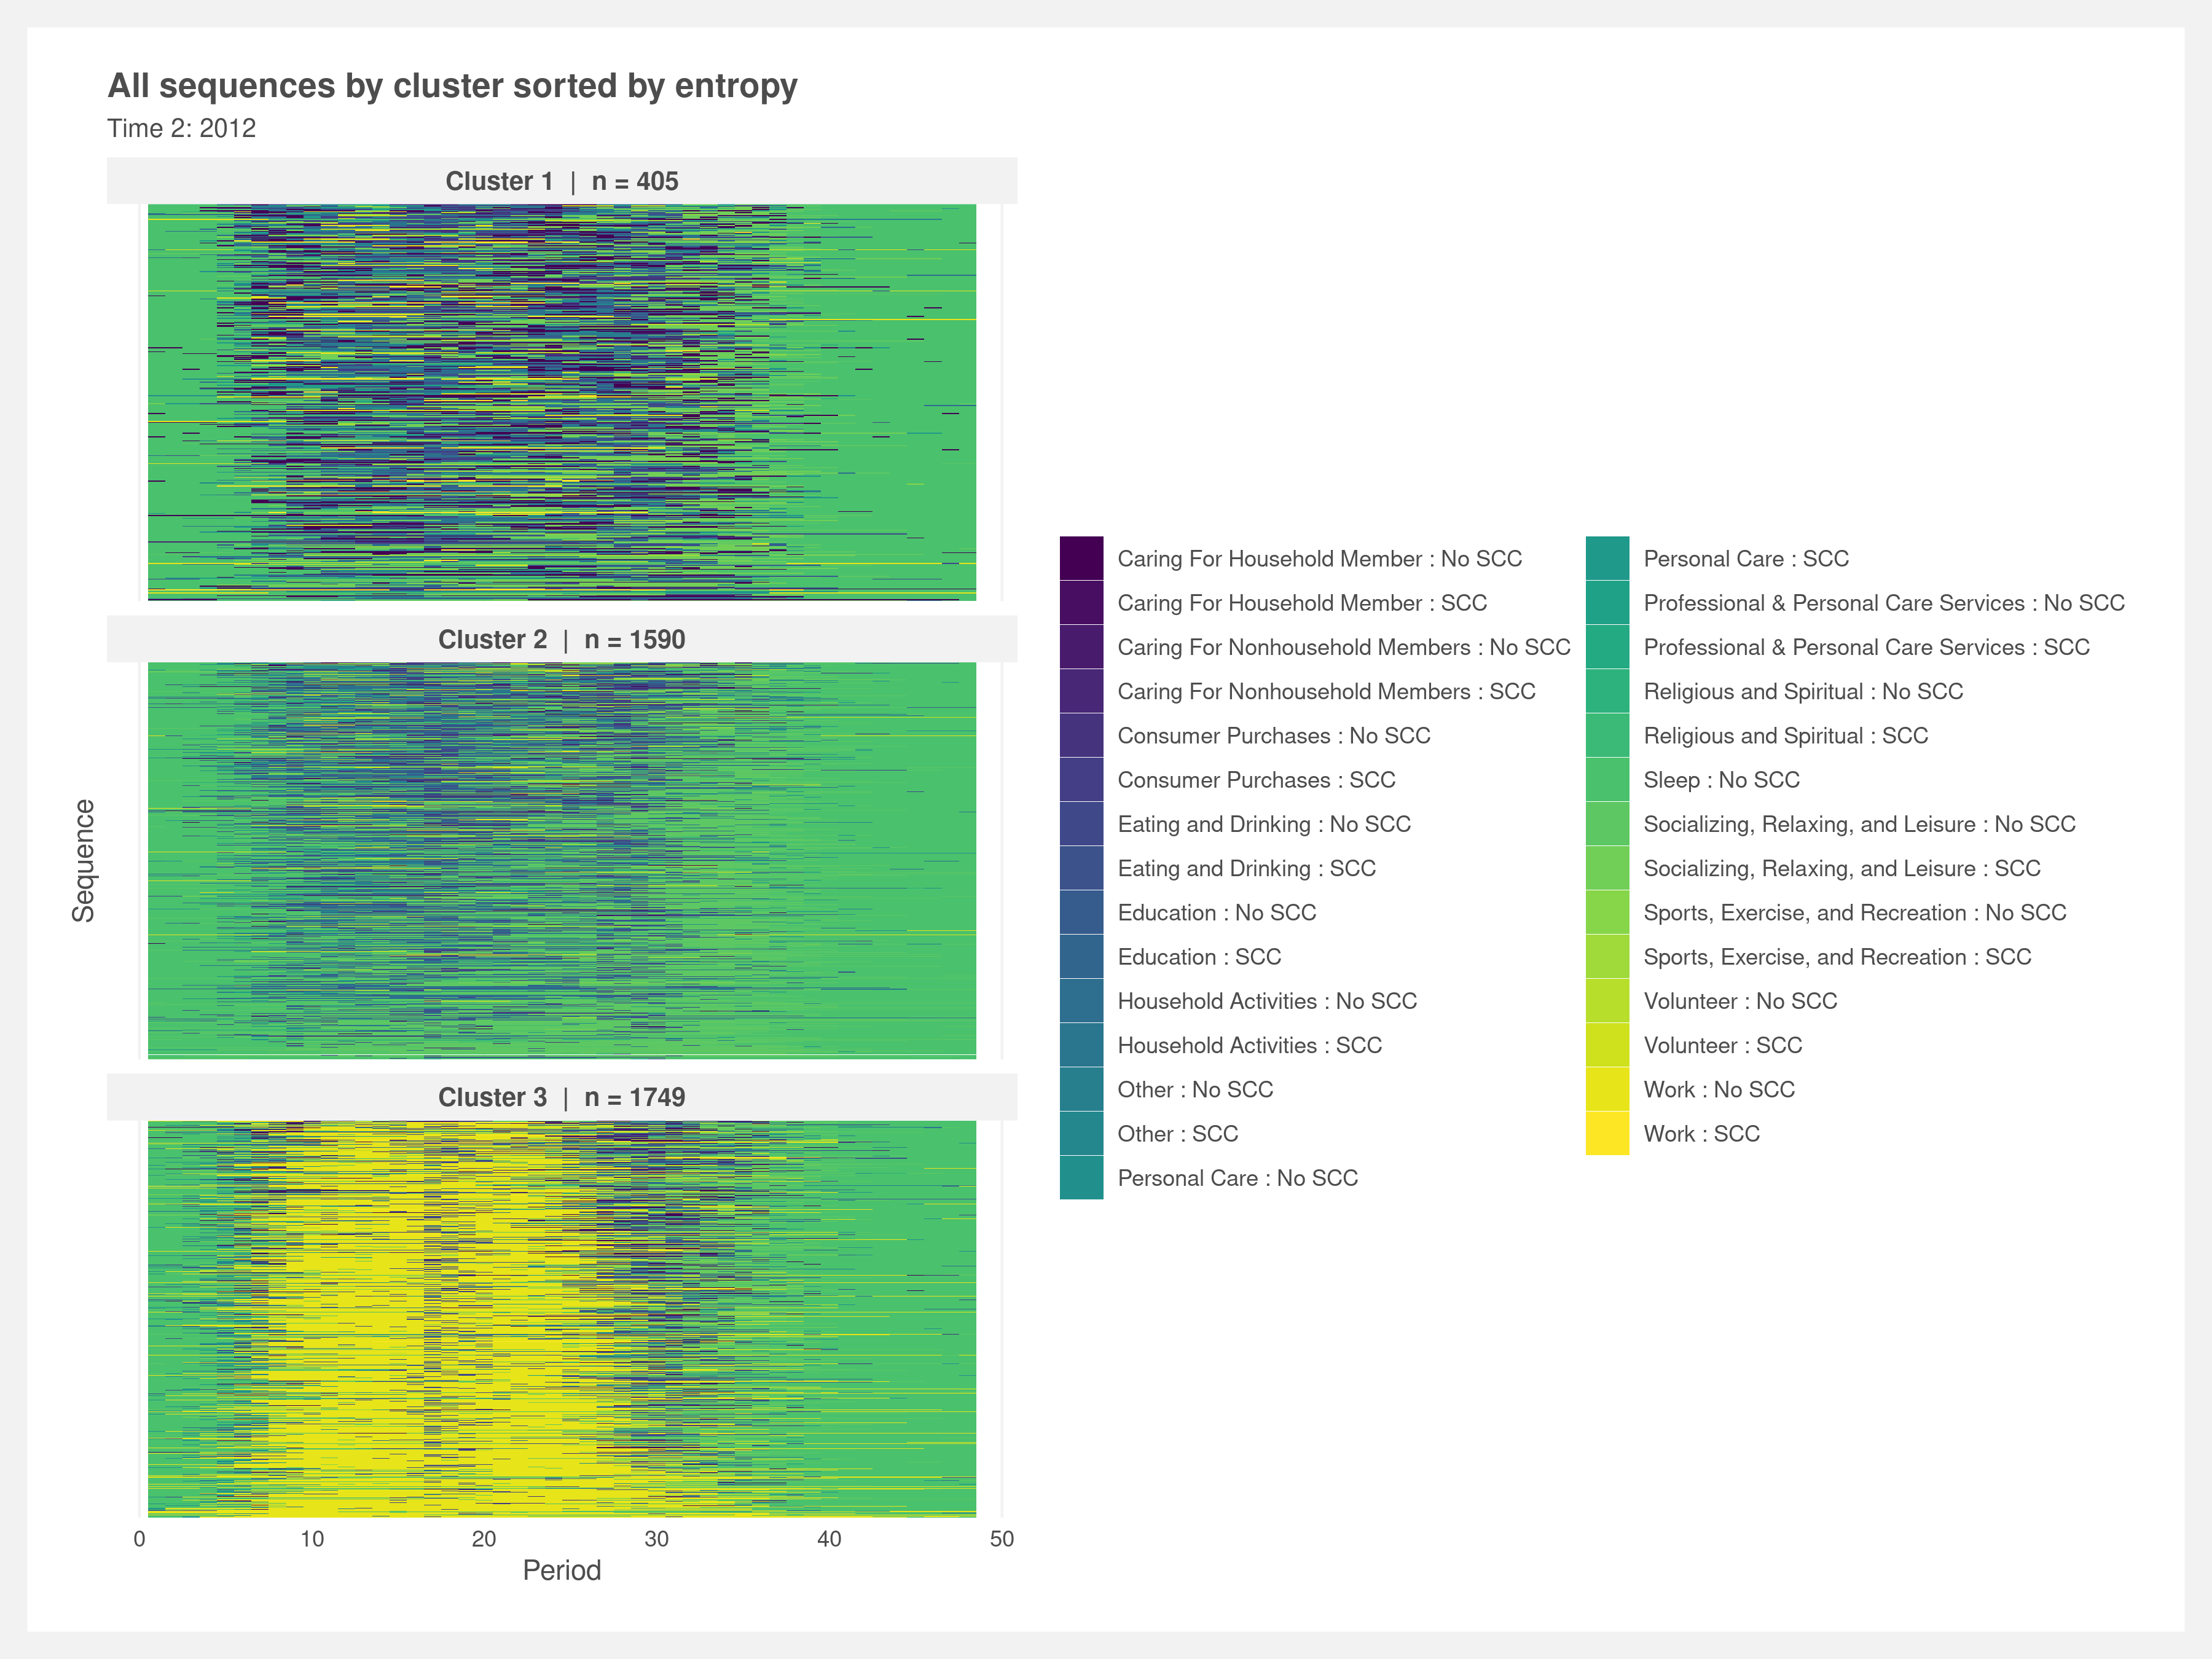 All sequences by cluster sorted by entropy
Time 2: 2012
Cluster 1 | n = 405
Cluster 2 | n = 1590
Cluster 3 | n = 1749
Sequence
0 10 20 30 40 50
Period
Caring For Household Member : No SCC
Caring For Household Member : SCC
Caring For Nonhousehold Members : No SCC
Caring For Nonhousehold Members : SCC
Consumer Purchases : No SCC
Consumer Purchases : SCC
Eating and Drinking : No SCC
Eating and Drinking : SCC
Education : No SCC
Education : SCC
Household Activities : No SCC
Household Activities : SCC
Other : No SCC
Other : SCC
Personal Care : No SCC
Personal Care : SCC
Professional & Personal Care Services : No SCC
Professional & Personal Care Services : SCC
Religious and Spiritual : No SCC
Religious and Spiritual : SCC
Sleep : No SCC
Socializing, Relaxing, and Leisure : No SCC
Socializing, Relaxing, and Leisure : SCC
Sports, Exercise, and Recreation : No SCC
Sports, Exercise, and Recreation : SCC
Volunteer : No SCC
Volunteer : SCC
Work : No SCC
Work : SCC